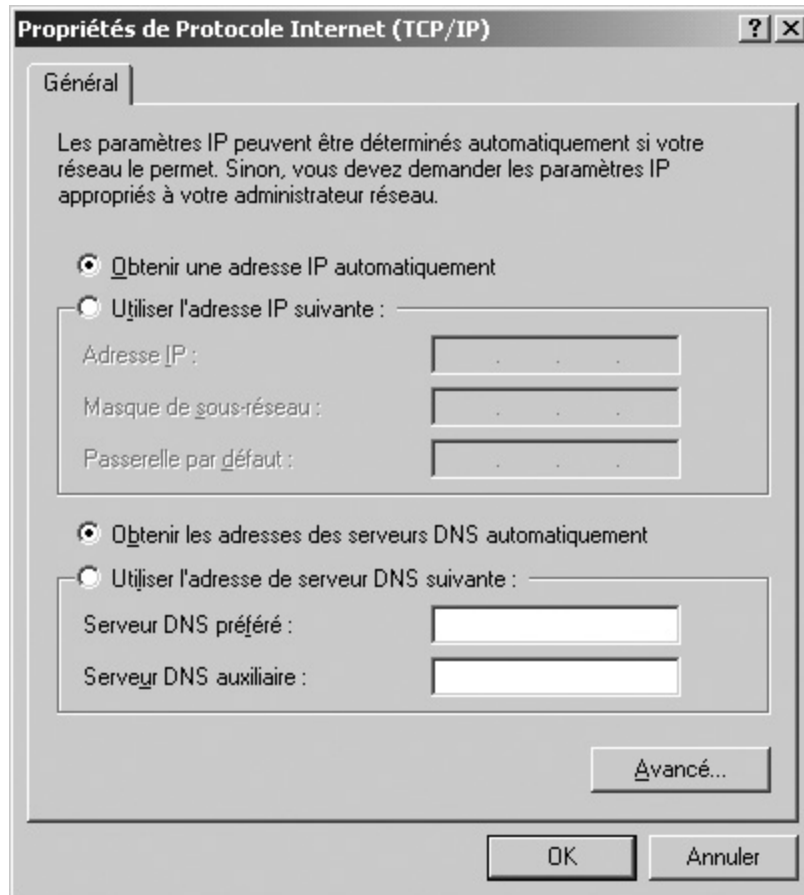 Propriétés de Protocole Internet (TCP/IP)
Général
Les paramètres IP peuvent être déterminés automatiquement si votre
réseau le permet. Sinon, vous devez demander les paramètres IP
appropriés à votre administrateur réseau.
Obtenir une adresse IP automatiquement
Utiliser l'adresse IP suivante :
Adresse IP :
Masque de sous-réseau :
Passerelle par défaut :
Obtenir les adresses des serveurs DNS automatiquement
Utiliser l'adresse de serveur DNS suivante :
Serveur DNS préféré :
Serveur DNS auxiliaire :
Avancé...
OK Annuler